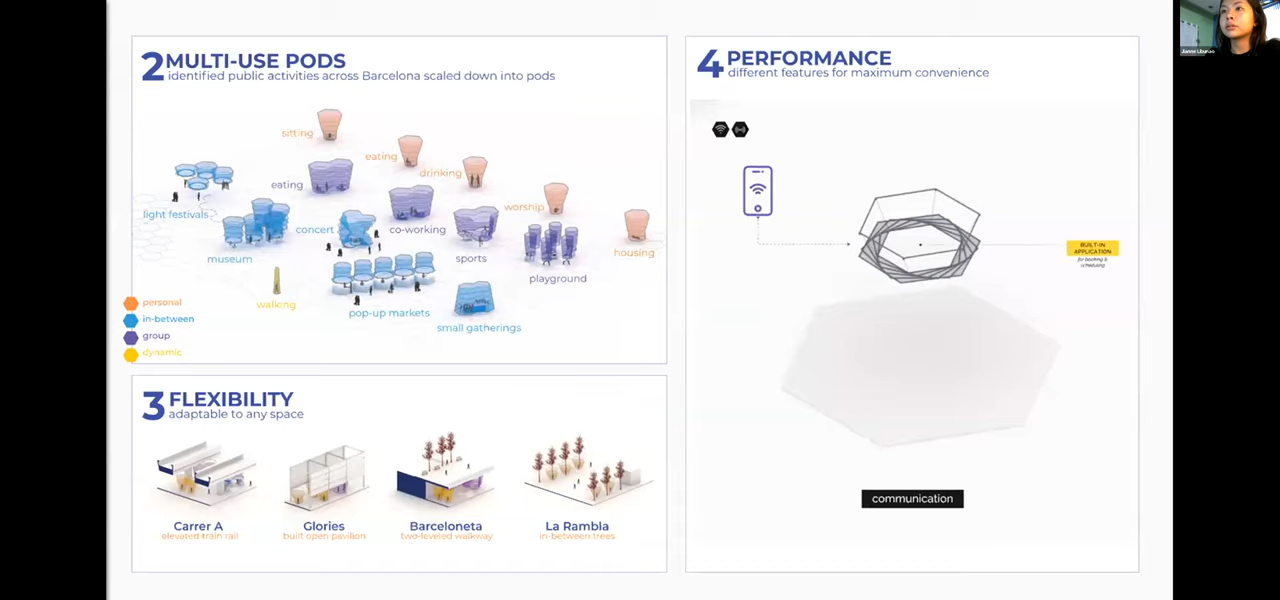 2 MULTI-USE PODS
identified public activities across Barcelona scaled down into pods
sitting
eating
drinking
eating
worship
light festivals
concert
co-working
housing
museum
sports
playground
walking
pop-up markets
small gatherings
personal
in-between
group
dynamic
3 FLEXIBILITY
adaptable to any space
Carrer A
elevated train rail
Glories
built open pavilion
Barceloneta
two-leveled walkway
La Rambla
in-between trees
4 PERFORMANCE
different features for maximum convenience
BUILT-IN
APPLICATION
for booking &
scheduling
communication